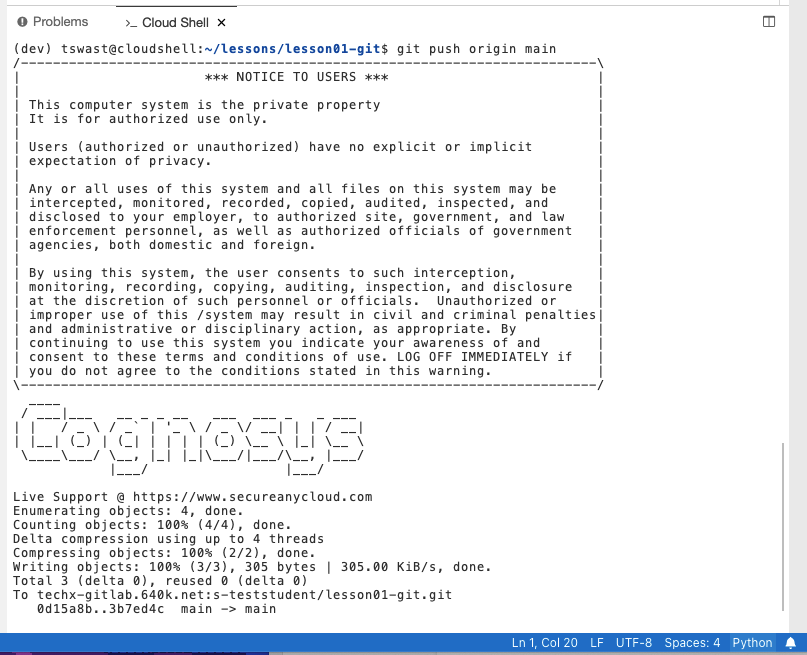 Problems
>_ Cloud Shell ×
(dev) tswast@cloudshell:~/lessons/lesson01-git$ git push origin main
*** NOTICE TO USERS ***
This computer system is the private property
It is for authorized use only.
Users (authorized or unauthorized) have no explicit or implicit
expectation of privacy.
Any or all uses of this system and all files on this system may be
intercepted, monitored, recorded, copied, audited, inspected, and
disclosed to your employer, to authorized site, government, and law
enforcement personnel, as well as authorized officials of government
agencies, both domestic and foreign.
By using this system, the user consents to such interception,
monitoring, recording, copying, auditing, inspection, and disclosure
at the discretion of such personnel or officials.  Unauthorized or
improper use of this /system may result in civil and criminal penalties
and administrative or disciplinary action, as appropriate. By
continuing to use this system you indicate your awareness of and
consent to these terms and conditions of use. LOG OFF IMMEDIATELY if
you do not agree to the conditions stated in this warning.
Live Support @ https://www.secureanycloud.com
Enumerating objects: 4, done.
Counting objects: 100% (4/4), done.
Delta compression using up to 4 threads
Compressing objects: 100% (2/2), done.
Writing objects: 100% (3/3), 305 bytes | 305.00 KiB/s, done.
Total 3 (delta 0), reused 0 (delta 0)
To techx-gitlab.640k.net:s-teststudent/lesson01-git.git
0d15a8b..3b7ed4c  main -> main
Ln 1, Col 20 LF UTF-8 Spaces: 4 Python